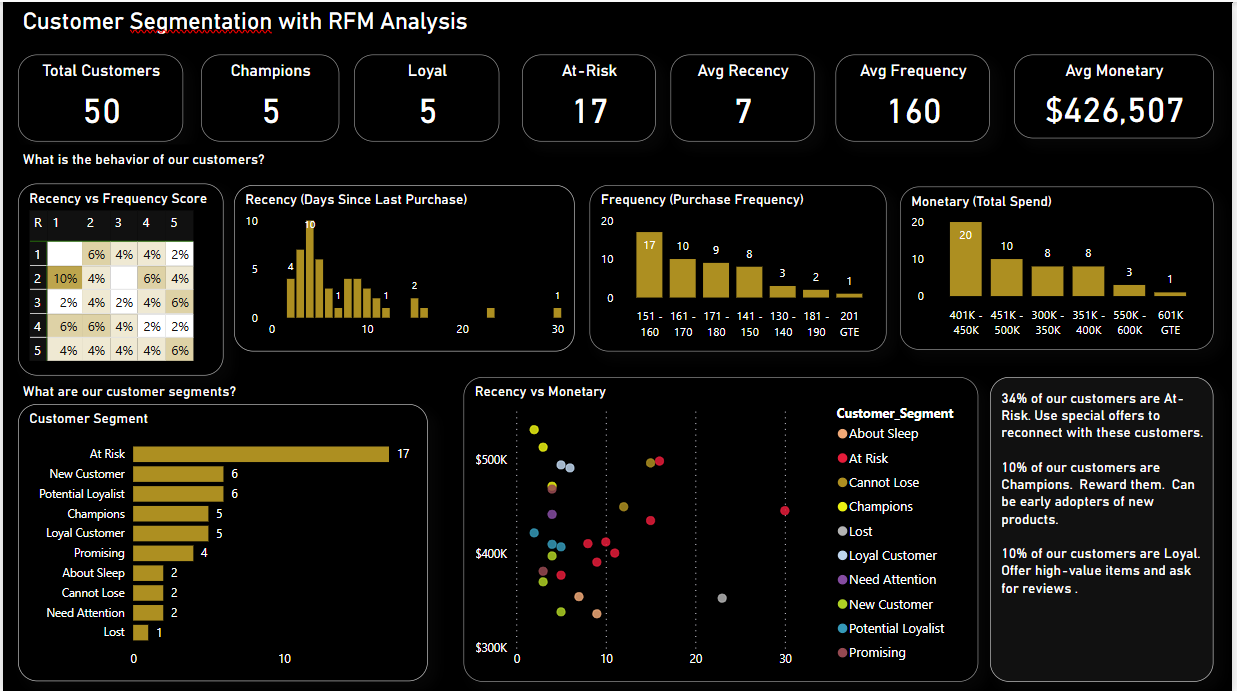 Customer Segmentation with RFM Analysis
Total Customers
50
Champions
5
Loyal
5
At-Risk
17
Avg Recency
7
Avg Frequency
160
Avg Monetary
$426,507
What is the behavior of our customers?
Recency vs Frequency Score
R 1 2 3 4 5
1 6% 4% 4% 2%
2 10% 4% 6% 4%
3 2% 4% 2% 4% 6%
4 6% 6% 4% 2% 2%
5 4% 4% 4% 4% 6%
Recency (Days Since Last Purchase)
10
5
0
4 10 1 1 2 1
0 10 20 30
Frequency (Purchase Frequency)
20
10
0
17 10 9 8 3 2 1
151 - 161 - 171 - 141 - 130 - 181 - 201
160 170 180 150 140 190 GTE
Monetary (Total Spend)
20
10
0
20 10 8 8 3 1
401K - 451K - 300K - 351K - 550K - 601K
450K 500K 350K 400K 600K GTE
What are our customer segments?
Customer Segment
At Risk 17
New Customer 6
Potential Loyalist 6
Champions 5
Loyal Customer 5
Promising 4
About Sleep 2
Cannot Lose 2
Need Attention 2
Lost 1
0 10
Recency vs Monetary
$500K
$400K
$300K
0 10 20 30
Customer_Segment
About Sleep
At Risk
Cannot Lose
Champions
Lost
Loyal Customer
Need Attention
New Customer
Potential Loyalist
Promising
34% of our customers are At-
Risk. Use special offers to
reconnect with these customers.
10% of our customers are
Champions. Reward them. Can
be early adopters of new
products.
10% of our customers are Loyal.
Offer high-value items and ask
for reviews .